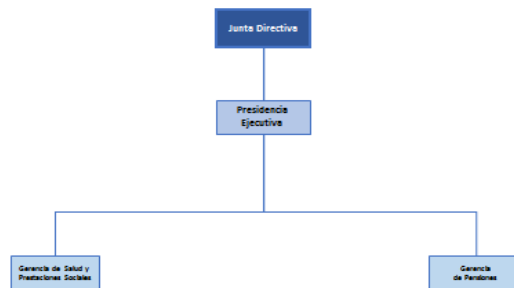 Junta Directiva
Presidencia
Ejecutiva
Gerencia de Salud y
Prestaciones Sociales
Gerencia
de Pensiones